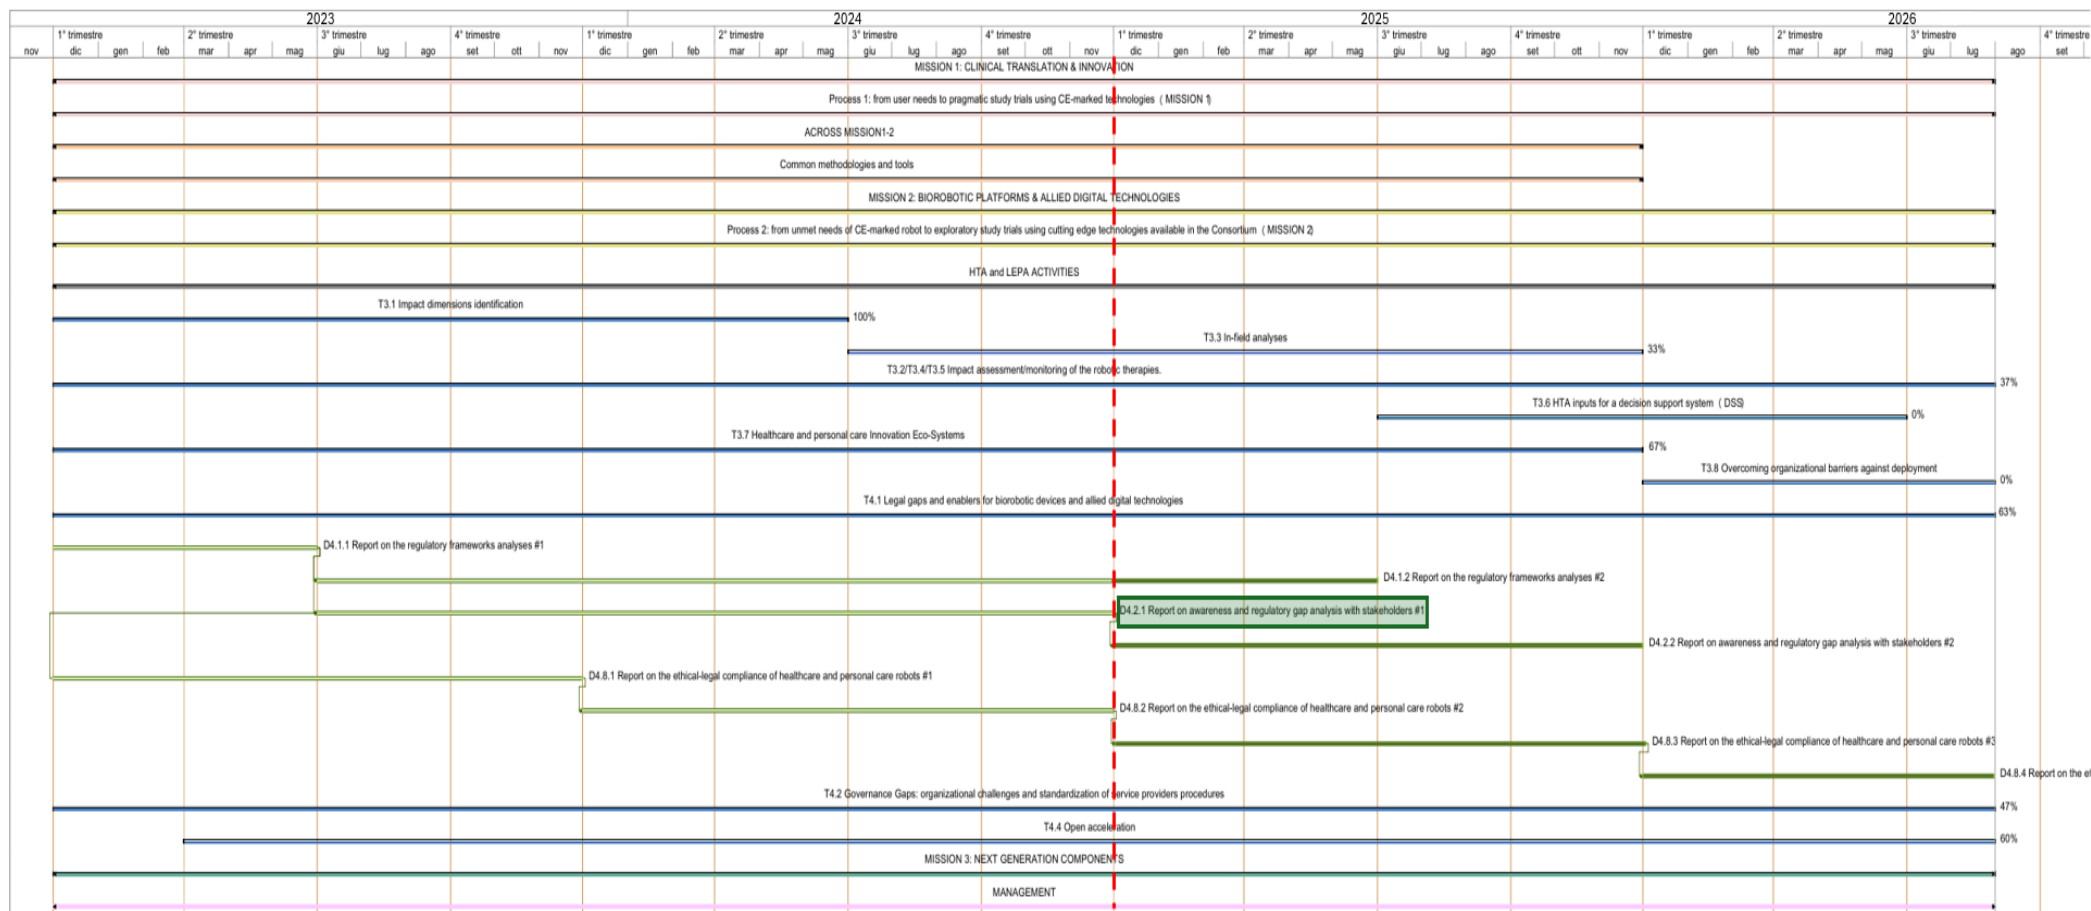 2023 2024 2025 2026
1° trimestre 2° trimestre 3° trimestre 4° trimestre 1° trimestre 2° trimestre 3° trimestre 4° trimestre 1° trimestre 2° trimestre 3° trimestre 4° trimestre 1° trimestre 2° trimestre 3° trimestre 4° trimestre
nov dic gen feb mar apr mag giu lug ago set ott nov dic gen feb mar apr mag giu lug ago set ott nov dic gen feb mar apr mag giu lug ago set ott nov dic gen feb mar apr mag giu lug ago set
MISSION 1: CLINICAL TRANSLATION & INNOVATION
Process 1: from user needs to pragmatic study trials using CE-marked technologies ( MISSION 1)
ACROSS MISSION1-2
Common methodologies and tools
MISSION 2: BIOROBOTIC PLATFORMS & ALLIED DIGITAL TECHNOLOGIES
Process 2: from unmet needs of CE-marked robot to exploratory study trials using cutting edge technologies available in the Consortium ( MISSION 2)
HTA and LEPA ACTIVITIES
T3.1 Impact dimensions identification
100%
T3.3 In-field analyses
33%
T3.2/T3.4/T3.5 Impact assessment/monitoring of the robotic therapies.
37%
T3.6 HTA inputs for a decision support system ( DSS)
0%
T3.7 Healthcare and personal care Innovation Eco-Systems
67%
T3.8 Overcoming organizational barriers against deployment
0%
T4.1 Legal gaps and enablers for biorobotic devices and allied digital technologies
63%
D4.1.1 Report on the regulatory frameworks analyses #1
D4.1.2 Report on the regulatory frameworks analyses #2
D4.2.1 Report on awareness and regulatory gap analysis with stakeholders #1
D4.2.2 Report on awareness and regulatory gap analysis with stakeholders #2
D4.8.1 Report on the ethical-legal compliance of healthcare and personal care robots #1
D4.8.2 Report on the ethical-legal compliance of healthcare and personal care robots #2
D4.8.3 Report on the ethical-legal compliance of healthcare and personal care robots #3
D4.8.4 Report on the
T4.2 Governance Gaps: organizational challenges and standardization of service providers procedures
47%
T4.4 Open acceleration
60%
MISSION 3: NEXT GENERATION COMPONENTS
MANAGEMENT